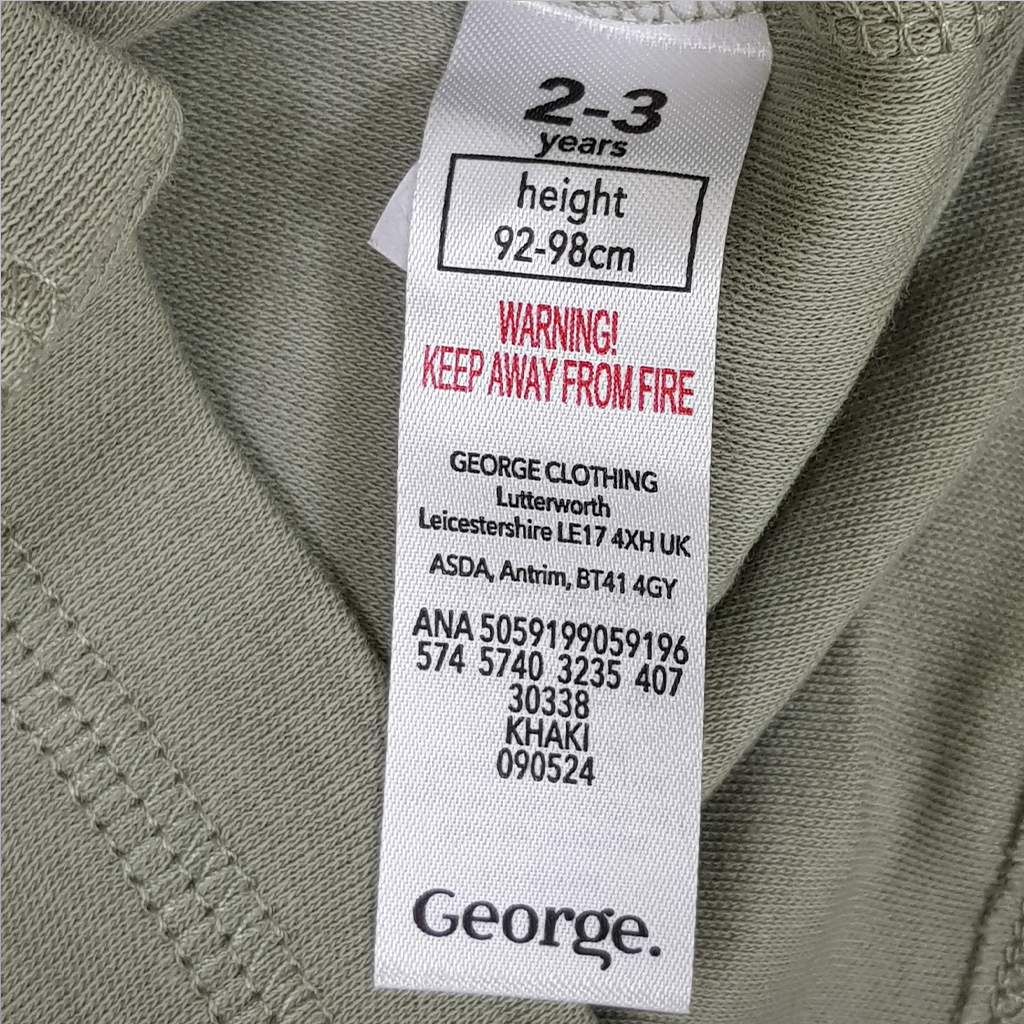 2-3
years
height
92-98cm
WARNING!
KEEP AWAY FROM FIRE
GEORGE CLOTHING
Lutterworth
Leicestershire LE17 4XH UK
ASDA, Antrim, BT41 4GY
ANA 5059199059196
574 5740 3235 407
30338
KHAKI
090524
George.